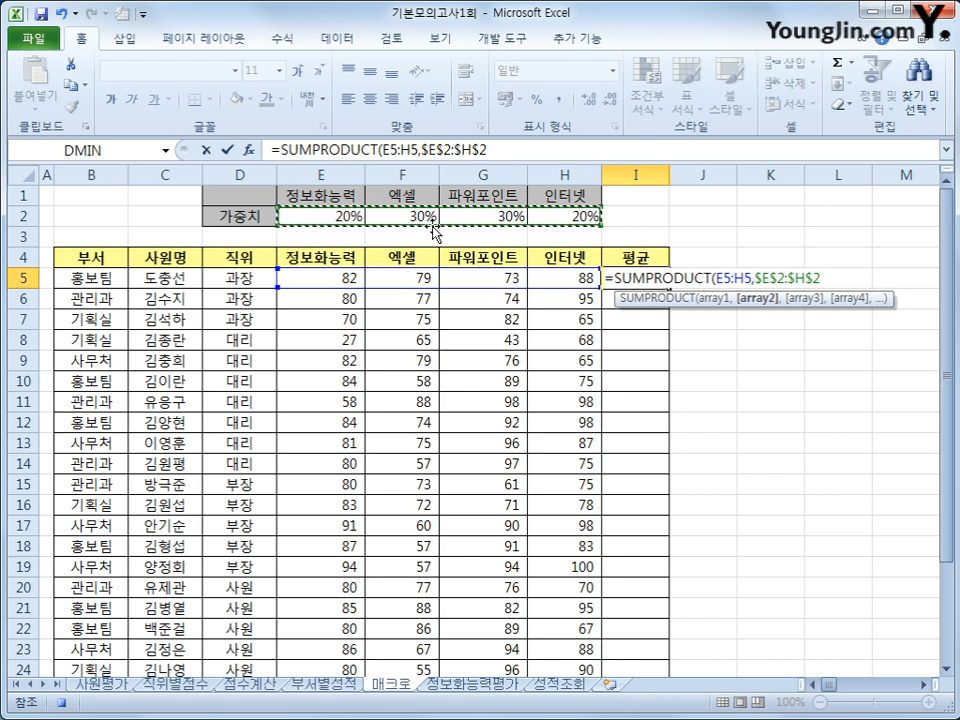 기본모의고사1회 - Microsoft Excel
Younglin.com Y.
파일 홈 삽입 페이지 레이아웃 수식 데이터 검토 보기 개발 도구 추가 기능
붙여넣기
클립보드
11 가 가
가 가 가 가
글꼴
맞춤
일반
% ,
표시 형식
조건부 서식 표 서식 셀 스타일
스타일
삽입
삭제
서식
셀
Σ
정렬 및 필터 찾기 및 선택
편집
DMIN fx =SUMPRODUCT(E5:H5,$E$2:$H$2
A B C D E F G H I J K L M
1 정보화능력 엑셀 파워포인트 인터넷
2 가중치 20% 30% 30% 20%
3
4 부서 사원명 직위 정보화능력 엑셀 파워포인트 인터넷 평균
5 홍보팀 도충선 과장 82 79 73 88 =SUMPRODUCT(E5:H5,$E$2:$H$2
6 관리과 김수지 과장 80 77 74 95
SUMPRODUCT(array1, [array2], [array3], [array4], ...)
7 기획실 김석하 과장 70 75 82 65
8 기획실 김종란 대리 27 65 43 68
9 사무처 김충희 대리 82 79 76 65
10 홍보팀 김이란 대리 84 58 89 75
11 관리과 유응구 대리 58 88 98 98
12 홍보팀 김양현 대리 84 74 92 98
13 사무처 이영훈 대리 81 75 96 87
14 관리과 김원평 대리 80 57 97 75
15 관리과 방극준 부장 80 73 61 75
16 기획실 김원섭 부장 83 72 71 78
17 사무처 안기순 부장 91 60 90 98
18 홍보팀 김형섭 부장 87 57 91 83
19 사무처 양정회 부장 94 57 94 100
20 관리과 유제관 사원 80 77 76 70
21 홍보팀 김병열 사원 85 88 82 95
22 홍보팀 백준걸 사원 80 86 89 67
23 사무처 김정은 사원 86 67 94 88
24 기획실 김나영 사원 80 55 96 90
사원평가 직위별점수 점수계산 부서별성적 매크로 정보화능력평가 성적조회
참조 100%